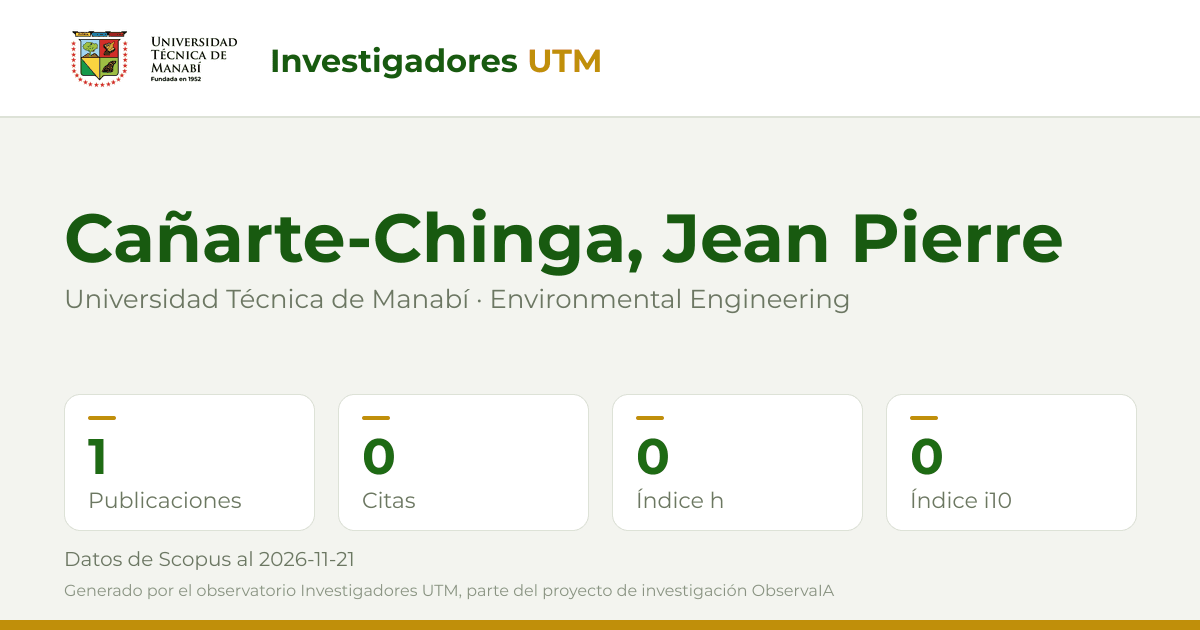 UNIVERSIDAD
TÉCNICA DE
MANABÍ
Fundada en 1952
Investigadores UTM
Cañarte-Chinga, Jean Pierre
Universidad Técnica de Manabí · Environmental Engineering
1
Publicaciones
0
Citas
0
Índice h
0
Índice i10
Datos de Scopus al 2026-11-21
Generado por el observatorio Investigadores UTM, parte del proyecto de investigación ObservaIA